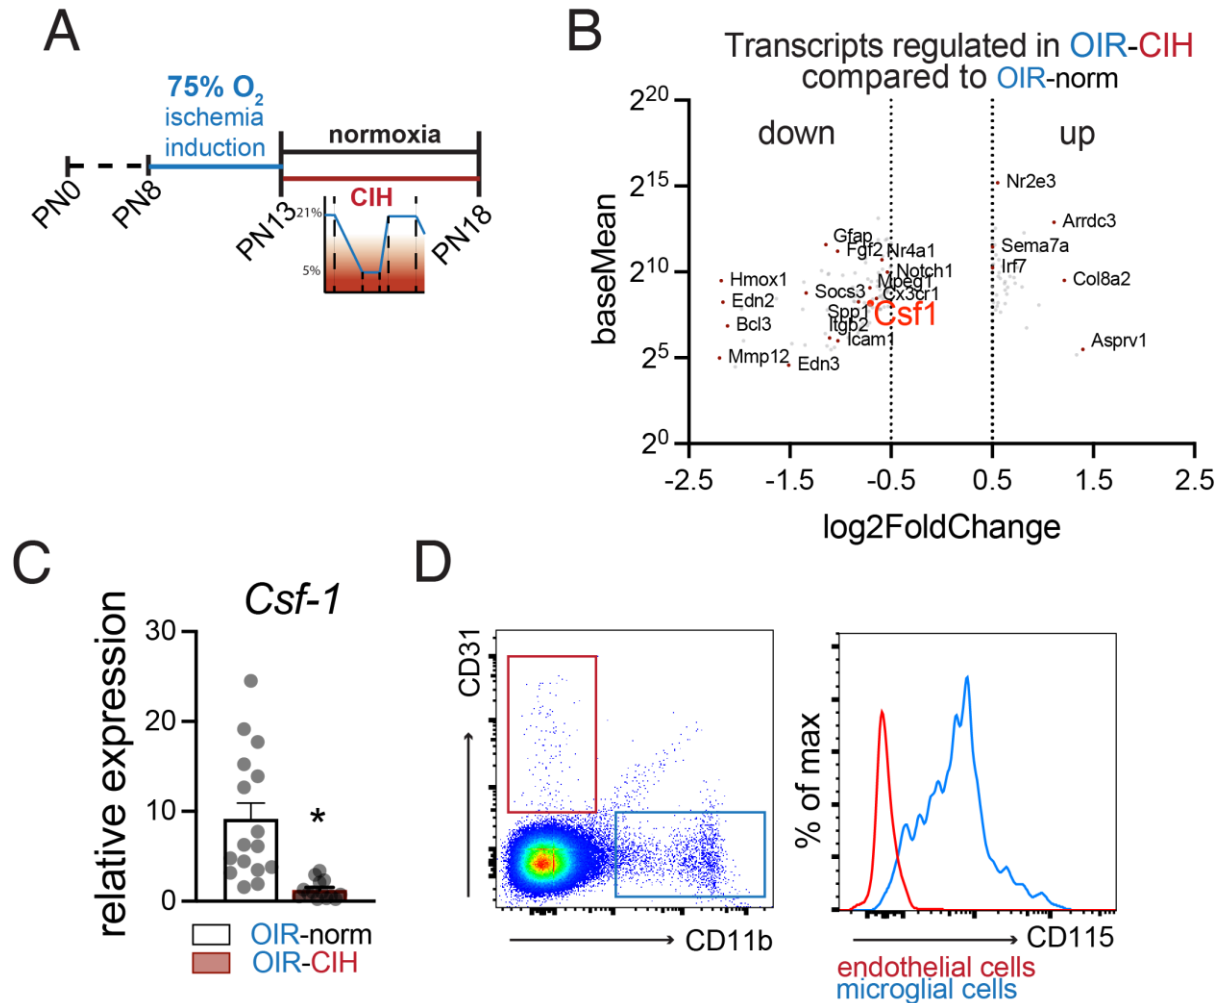 A
75% O2
ischemia
induction
normoxia
CIH
PN0
PN8
PN13
PN18
21%
5%
B
Transcripts regulated in OIR-CIH
compared to OIR-norm
baseMean
2^20
2^15
2^10
2^5
2^0
down
up
Nr2e3
Arrdc3
Gfap
Fgf2
Nr4a1
Sema7a
Notch1
Irf7
Hmox1
Mpeg1
Col8a2
Socs3
Cx3cr1
Edn2
Spp1
Csf1
Bcl3
Itgb2
Icam1
Asprv1
Mmp12
Edn3
-2.5
-1.5
-0.5
0.5
1.5
2.5
log2FoldChange
C
Csf-1
relative expression
30
20
10
0
*
OIR-norm
OIR-CIH
D
CD31
CD11b
% of max
CD115
endothelial cells
microglial cells